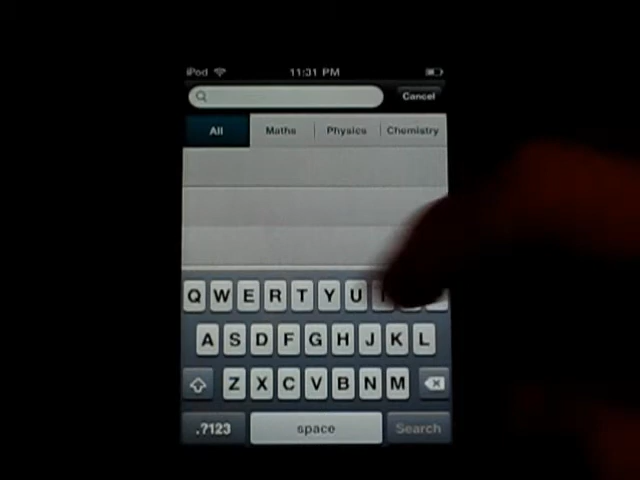 iPod 11:31 PM
Cancel
All Maths Physics Chemistry
Q W E R T Y U
A S D F G H J K L
Z X C V B N M
.?123 space Search